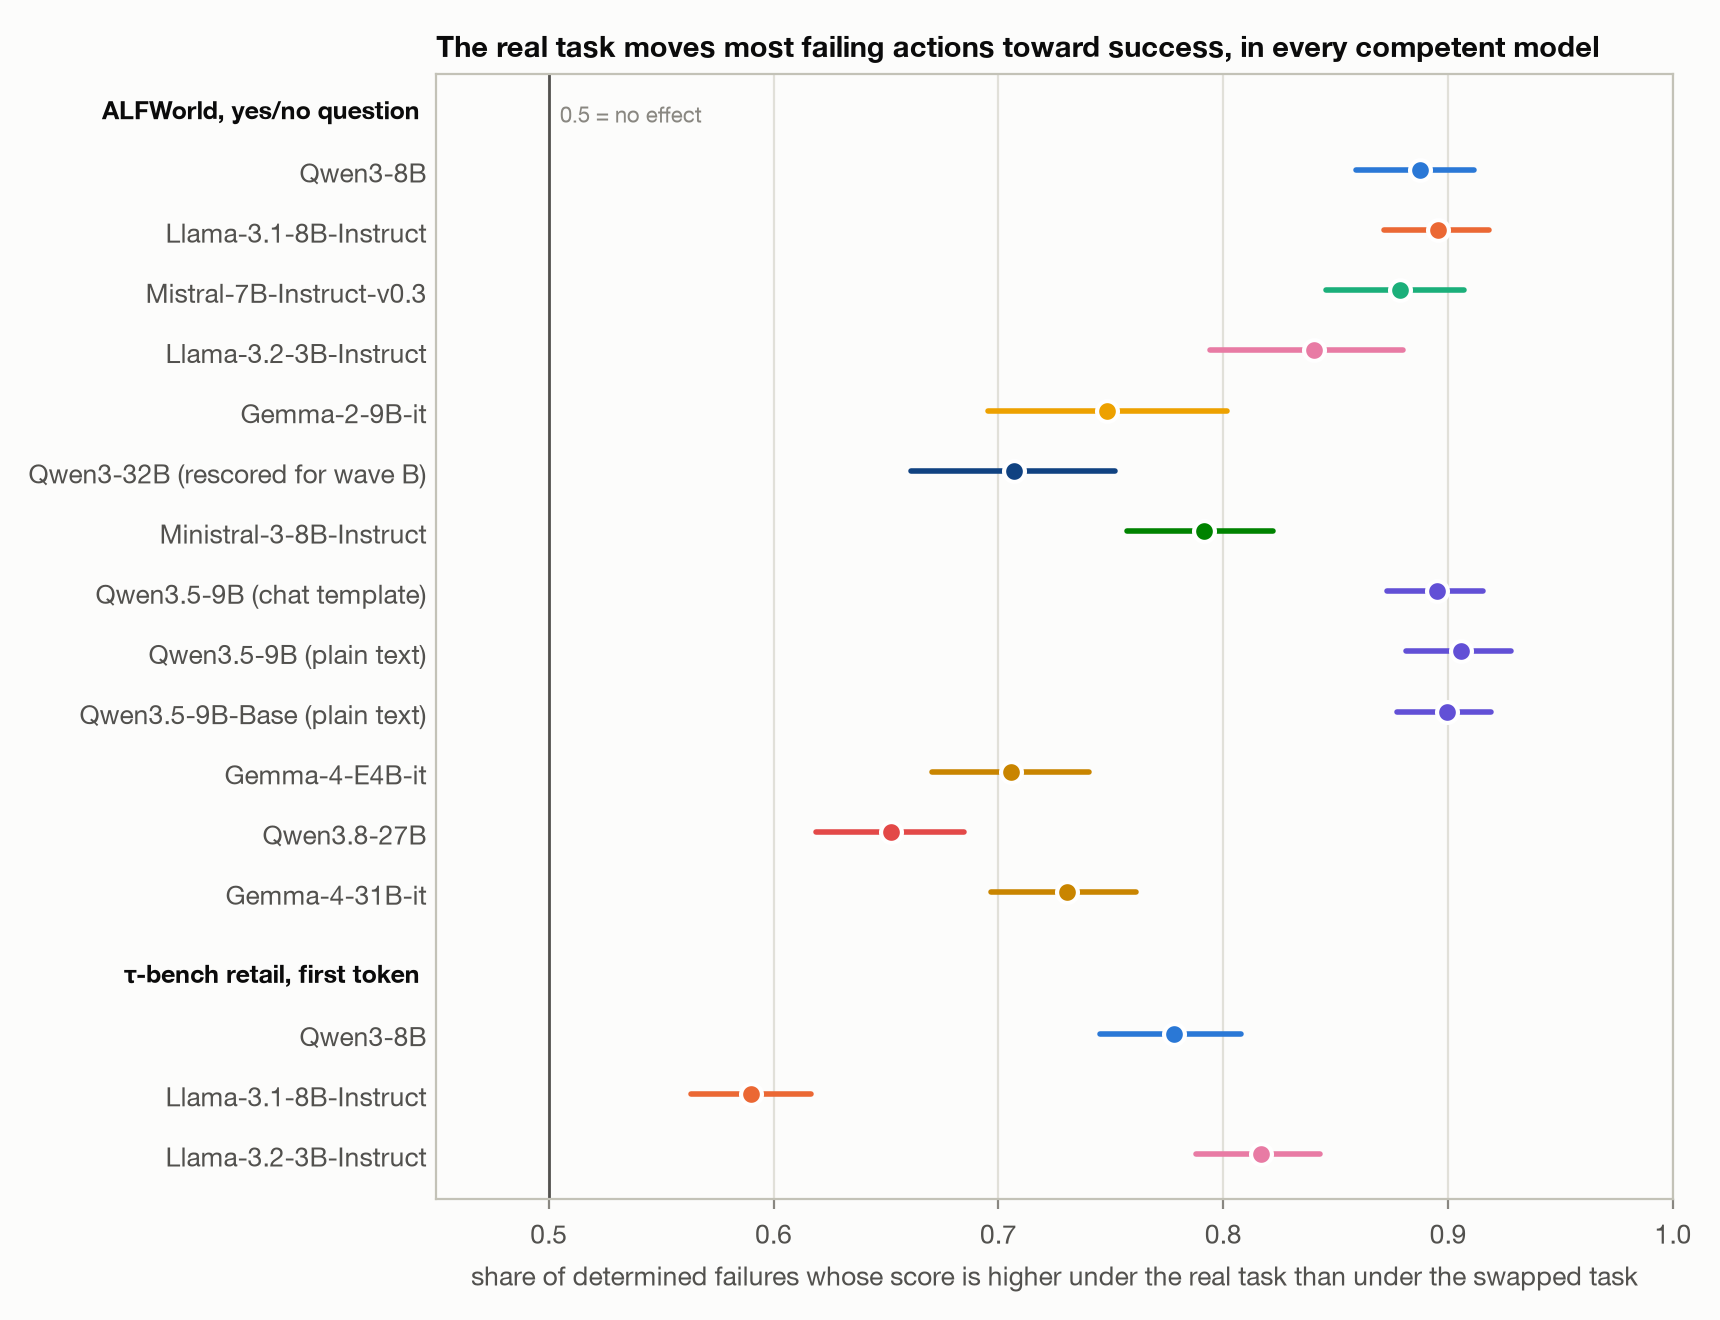 The real task moves most failing actions toward success, in every competent model
ALFWorld, yes/no question
0.5 = no effect
Qwen3-8B
Llama-3.1-8B-Instruct
Mistral-7B-Instruct-v0.3
Llama-3.2-3B-Instruct
Gemma-2-9B-it
Qwen3-32B (rescored for wave B)
Ministral-3-8B-Instruct
Qwen3.5-9B (chat template)
Qwen3.5-9B (plain text)
Qwen3.5-9B-Base (plain text)
Gemma-4-E4B-it
Qwen3.8-27B
Gemma-4-31B-it
τ-bench retail, first token
Qwen3-8B
Llama-3.1-8B-Instruct
Llama-3.2-3B-Instruct
0.5 0.6 0.7 0.8 0.9 1.0
share of determined failures whose score is higher under the real task than under the swapped task